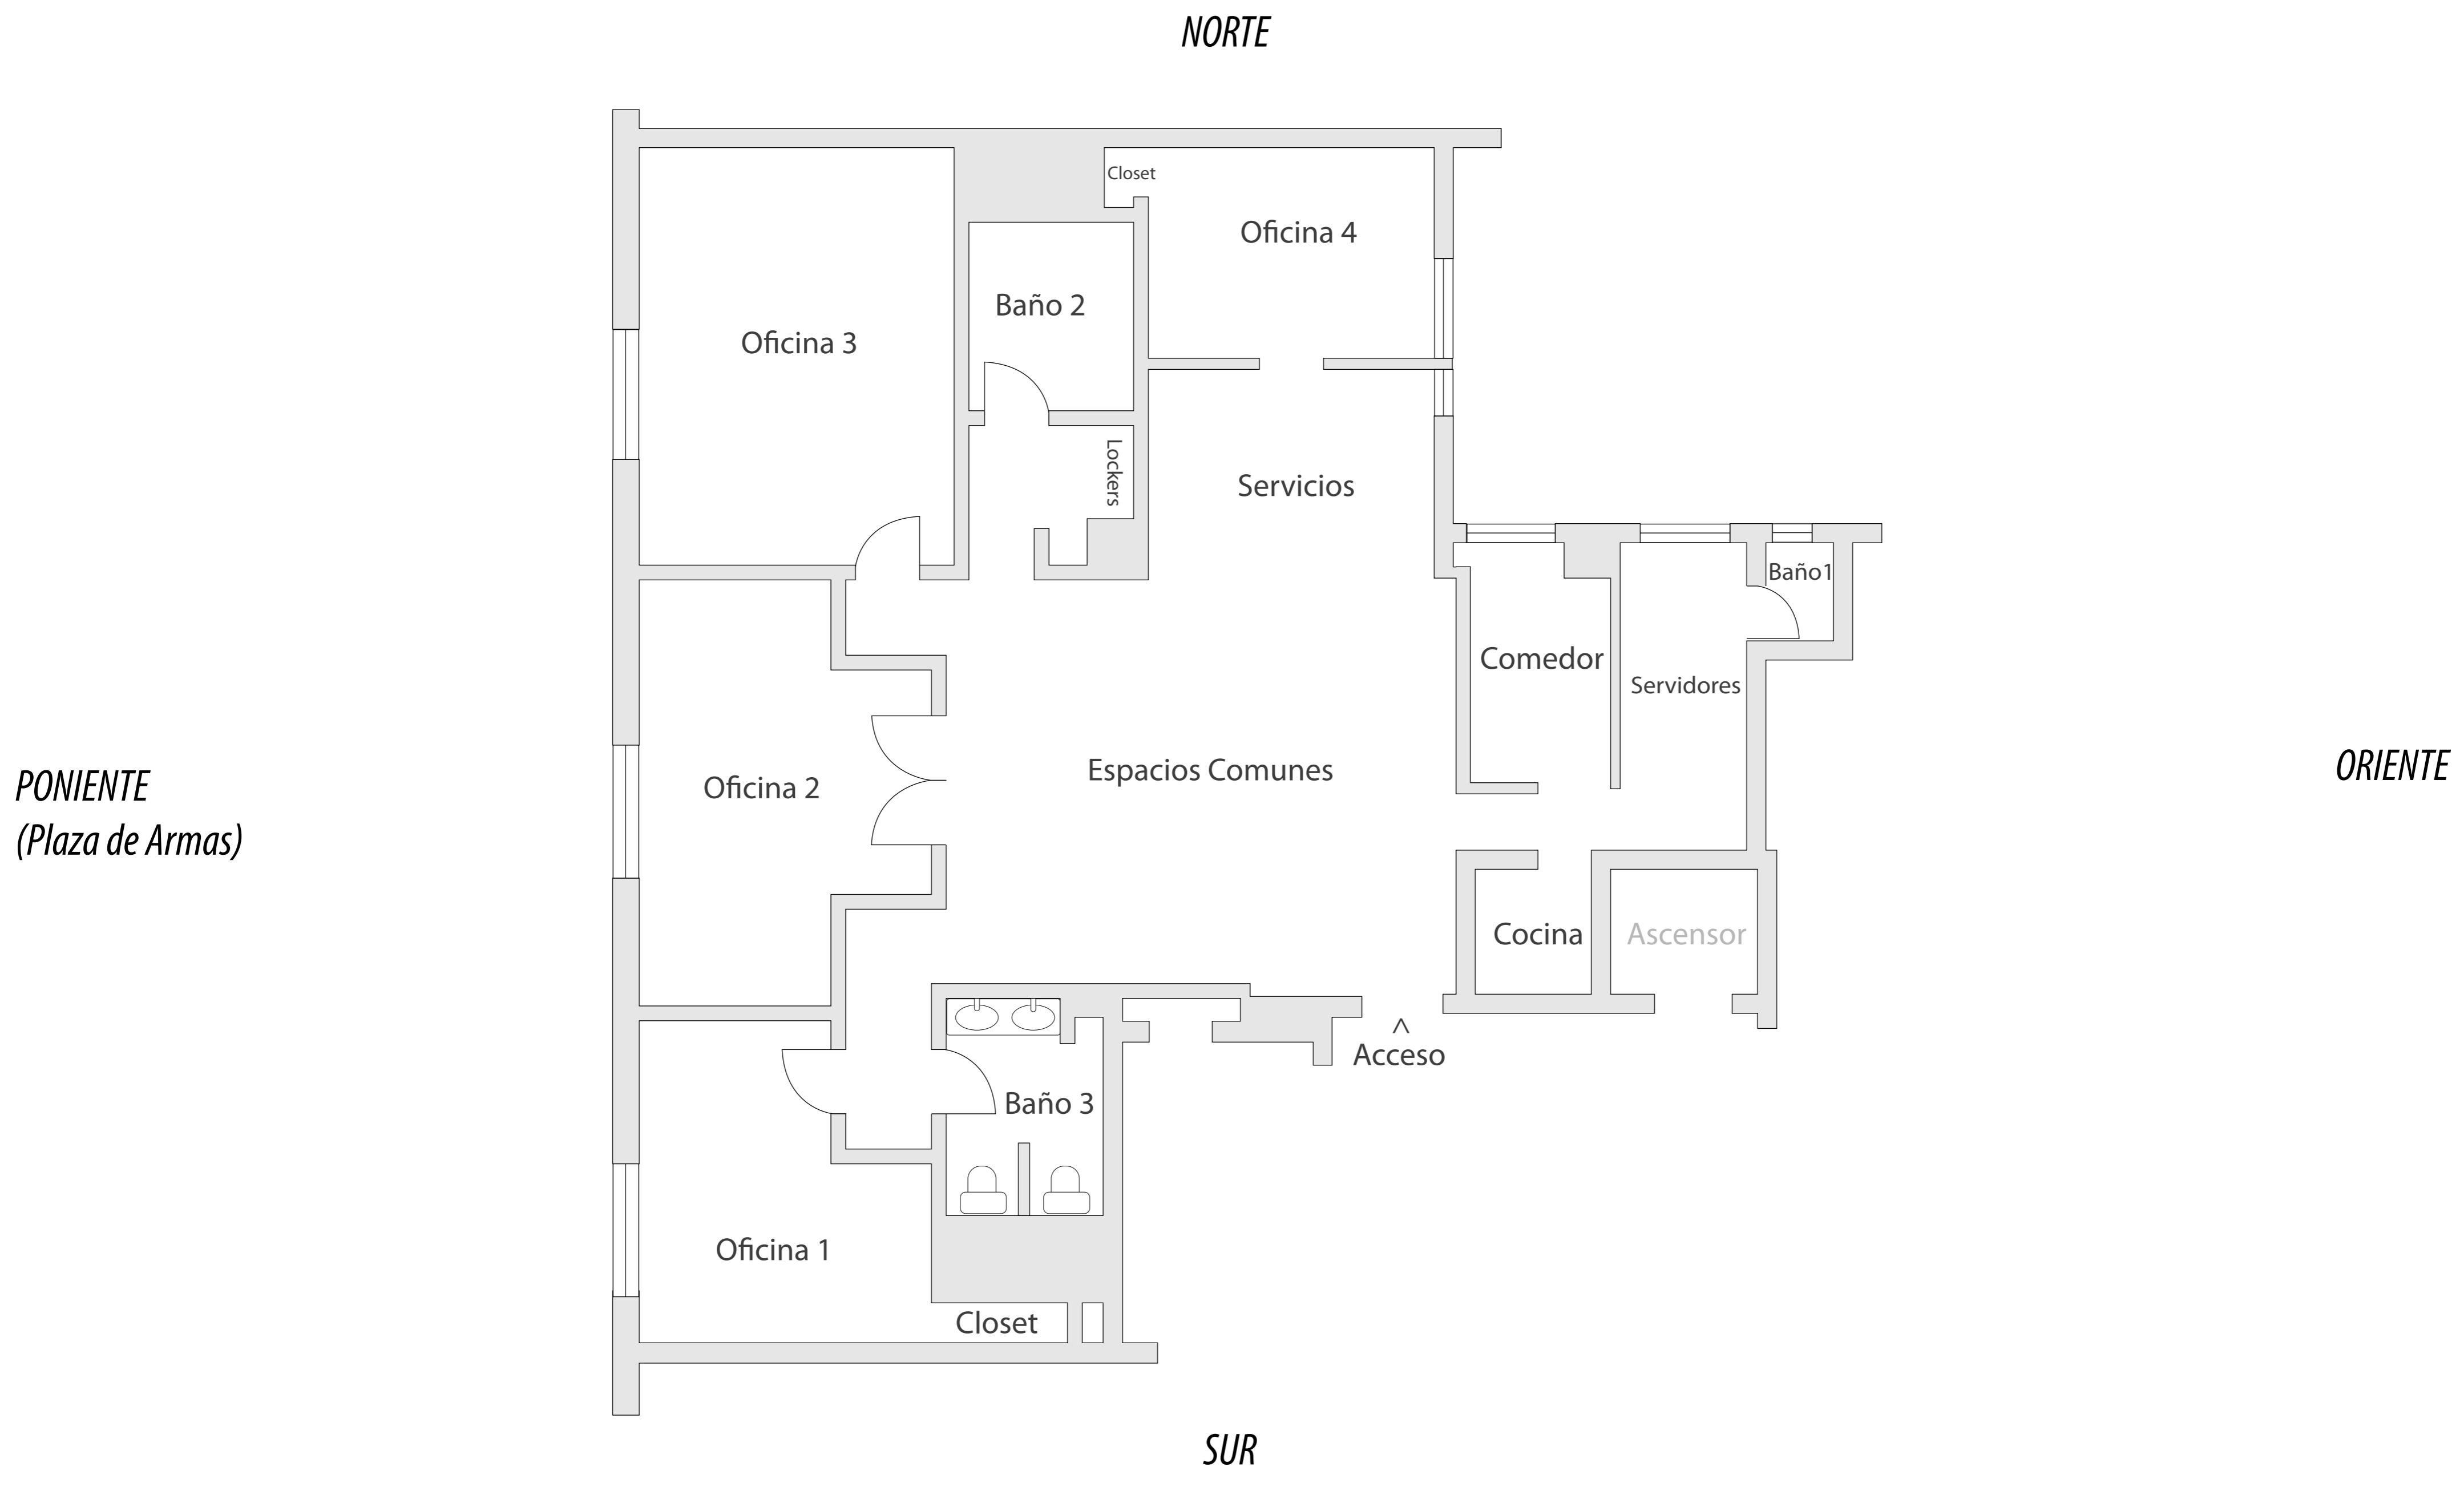 NORTE
Closet
Oficina 4
Baño 2
Oficina 3
Lockers
Servicios
Baño1
Comedor
Servidores
Espacios Comunes
Oficina 2
PONIENTE
(Plaza de Armas)
ORIENTE
Cocina
Ascensor
^
Acceso
Baño 3
Oficina 1
Closet
SUR